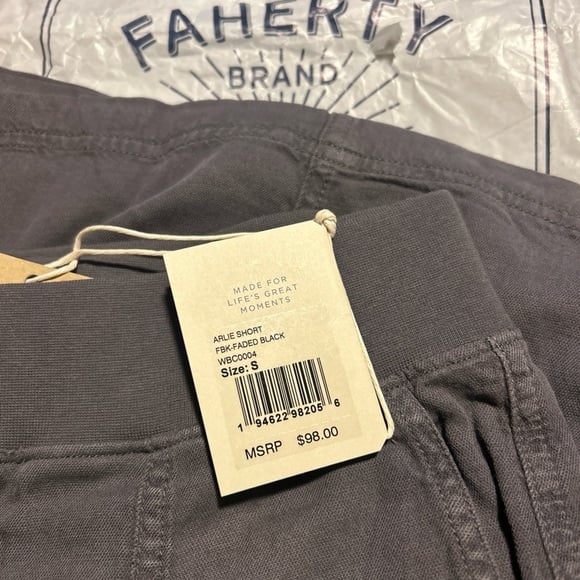 FAHERTY
BRAND
MADE FOR
LIFE'S GREAT
MOMENTS
ARLIE SHORT
FBK-FADED BLACK
WBC0004
Size: S
1 94622 98205 6
MSRP $98.00